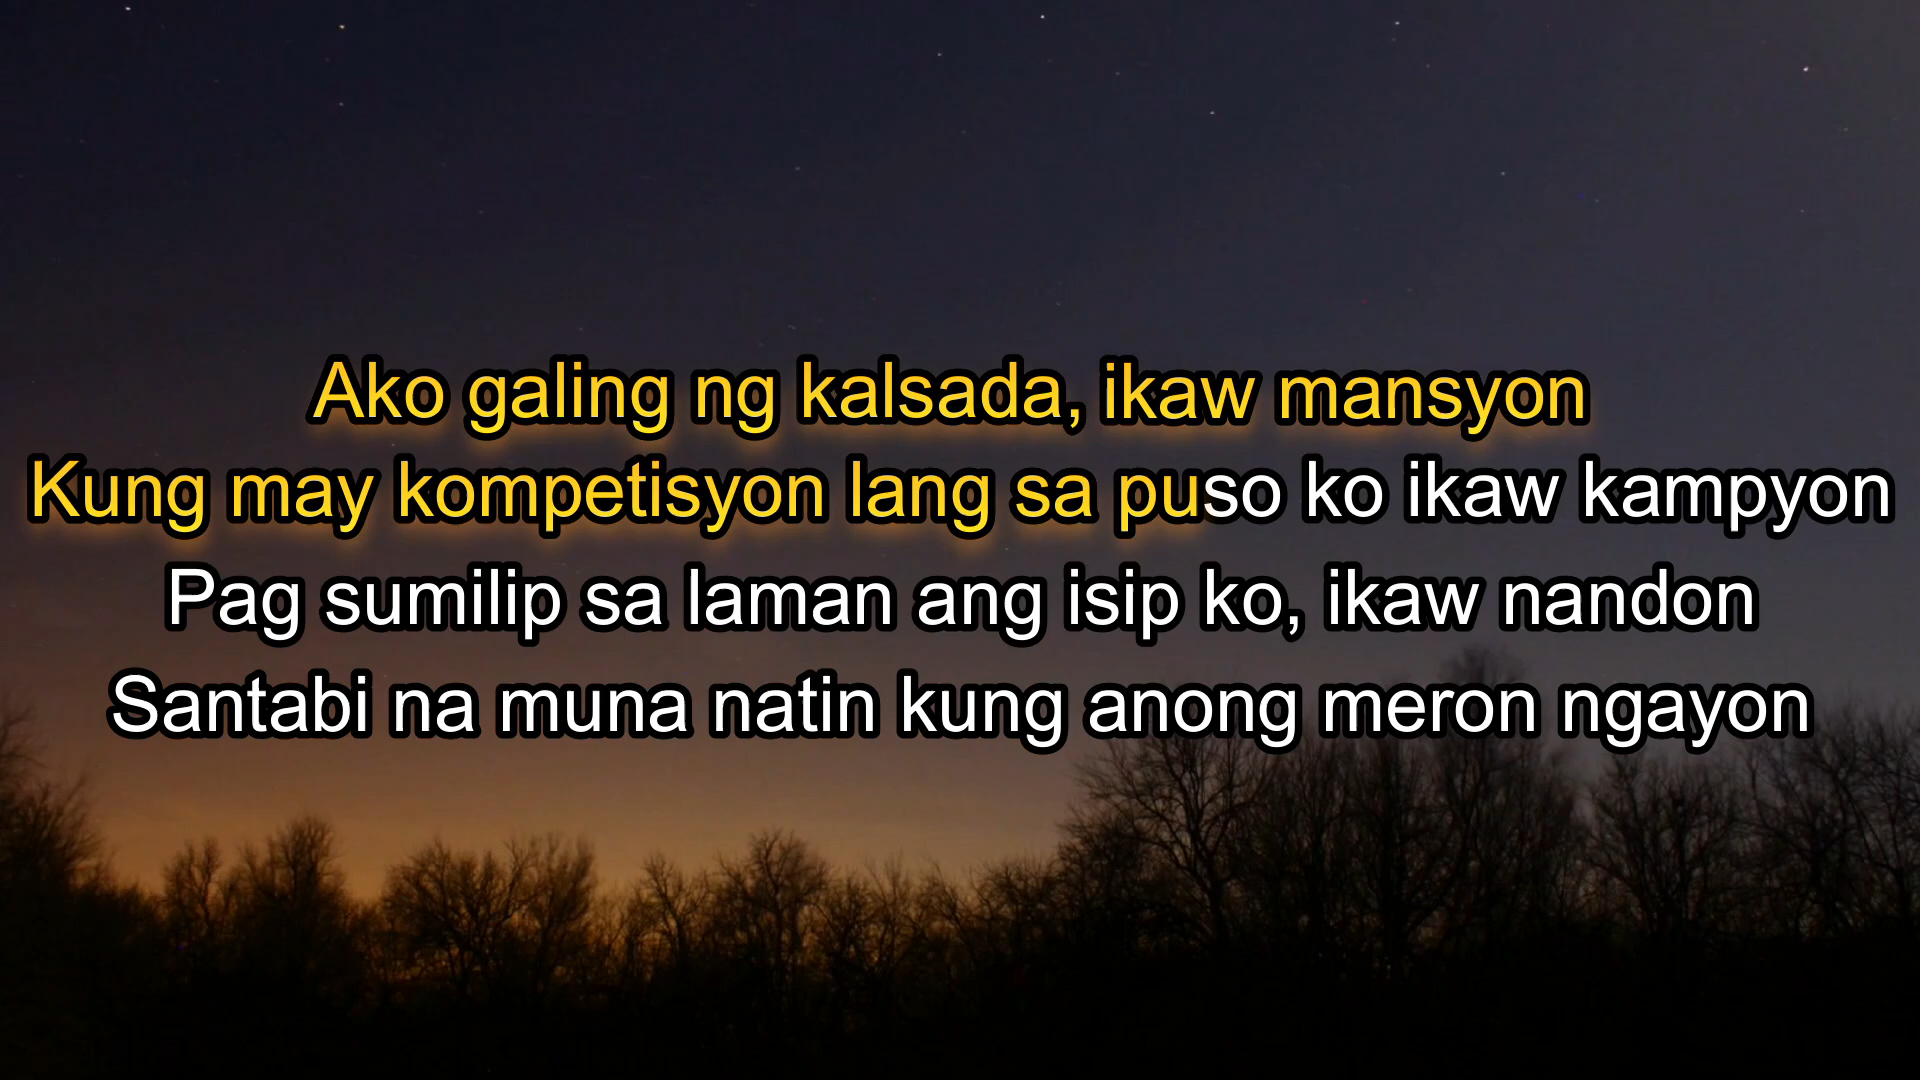 Ako galing ng kalsada, ikaw mansyon
Kung may kompetisyon lang sa puso ko ikaw kampyon
Pag sumilip sa laman ang isip ko, ikaw nandon
Santabi na muna natin kung anong meron ngayon